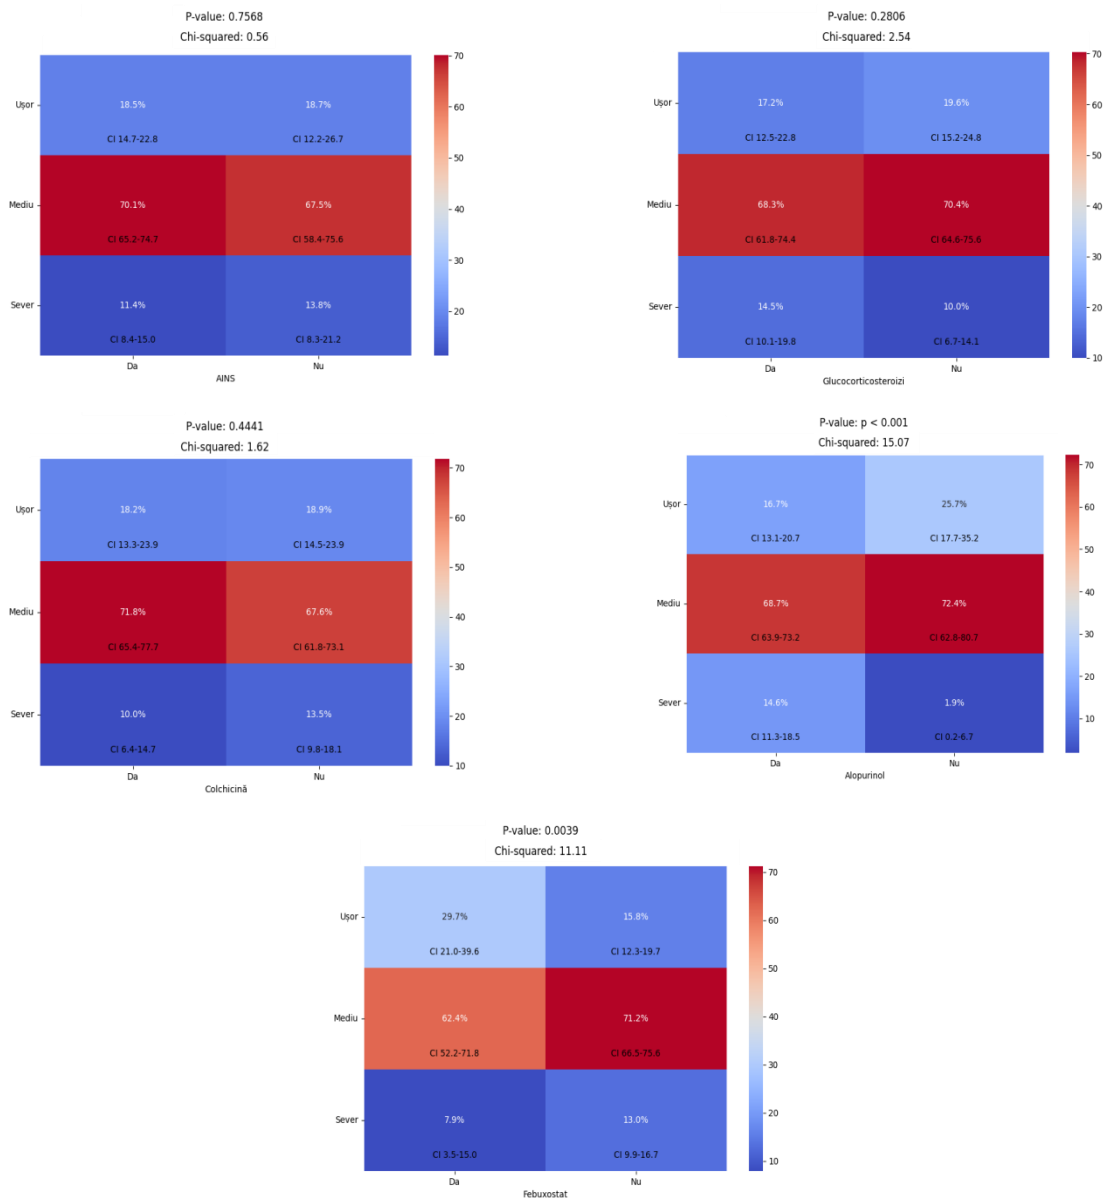 P-value: 0.7568
Chi-squared: 0.56
70
60
50
40
30
20
Ușor
Mediu
Sever
18.5%
18.7%
CI 14.7-22.8
CI 12.2-26.7
70.1%
67.5%
CI 65.2-74.7
CI 58.4-75.6
11.4%
13.8%
CI 8.4-15.0
CI 8.3-21.2
Da
Nu
AINS
P-value: 0.2806
Chi-squared: 2.54
70
60
50
40
30
20
10
Ușor
Mediu
Sever
17.2%
19.6%
CI 12.5-22.8
CI 15.2-24.8
68.3%
70.4%
CI 61.8-74.4
CI 64.6-75.6
14.5%
10.0%
CI 10.1-19.8
CI 6.7-14.1
Da
Nu
Glucocorticosteroizi
P-value: 0.4441
Chi-squared: 1.62
70
60
50
40
30
20
10
Ușor
Mediu
Sever
18.2%
18.9%
CI 13.3-23.9
CI 14.5-23.9
71.8%
67.6%
CI 65.4-77.7
CI 61.8-73.1
10.0%
13.5%
CI 6.4-14.7
CI 9.8-18.1
Da
Nu
Colchicină
P-value: p < 0.001
Chi-squared: 15.07
70
60
50
40
30
20
10
Ușor
Mediu
Sever
16.7%
25.7%
CI 13.1-20.7
CI 17.7-35.2
68.7%
72.4%
CI 63.9-73.2
CI 62.8-80.7
14.6%
1.9%
CI 11.3-18.5
CI 0.2-6.7
Da
Nu
Alopurinol
P-value: 0.0039
Chi-squared: 11.11
70
60
50
40
30
20
10
Ușor
Mediu
Sever
29.7%
15.8%
CI 21.0-39.6
CI 12.3-19.7
62.4%
71.2%
CI 52.2-71.8
CI 66.5-75.6
7.9%
13.0%
CI 3.5-15.0
CI 9.9-16.7
Da
Nu
Febuxostat